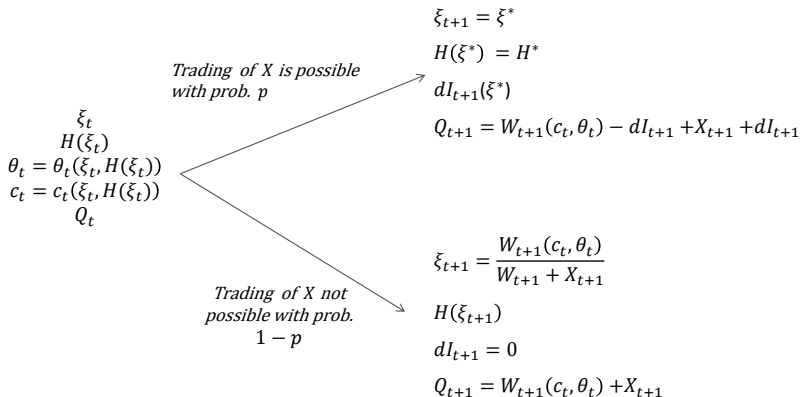 ξ_{t+1} = ξ*
H(ξ*) = H*
dI_{t+1}(ξ*)
Q_{t+1} = W_{t+1}(c_t, θ_t) − dI_{t+1} + X_{t+1} + dI_{t+1}
Trading of X is possible
with prob. p
ξ_t
H(ξ_t)
θ_t = θ_t(ξ_t, H(ξ_t))
c_t = c_t(ξ_t, H(ξ_t))
Q_t
Trading of X not
possible with prob.
1 − p
ξ_{t+1} = W_{t+1}(c_t, θ_t) / W_{t+1} + X_{t+1}
H(ξ_{t+1})
dI_{t+1} = 0
Q_{t+1} = W_{t+1}(c_t, θ_t) + X_{t+1}